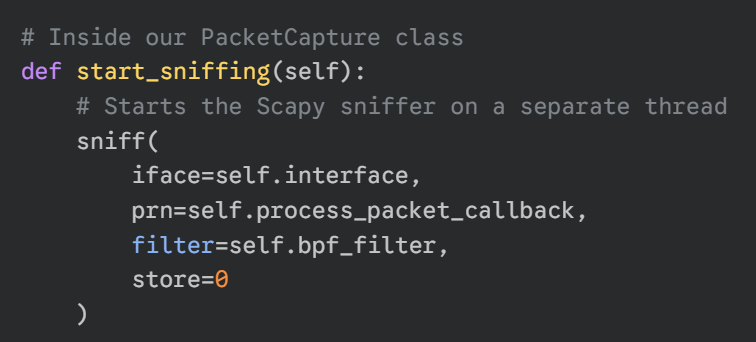 # Inside our PacketCapture class
def start_sniffing(self):
    # Starts the Scapy sniffer on a separate thread
    sniff(
        iface=self.interface,
        prn=self.process_packet_callback,
        filter=self.bpf_filter,
        store=0
    )